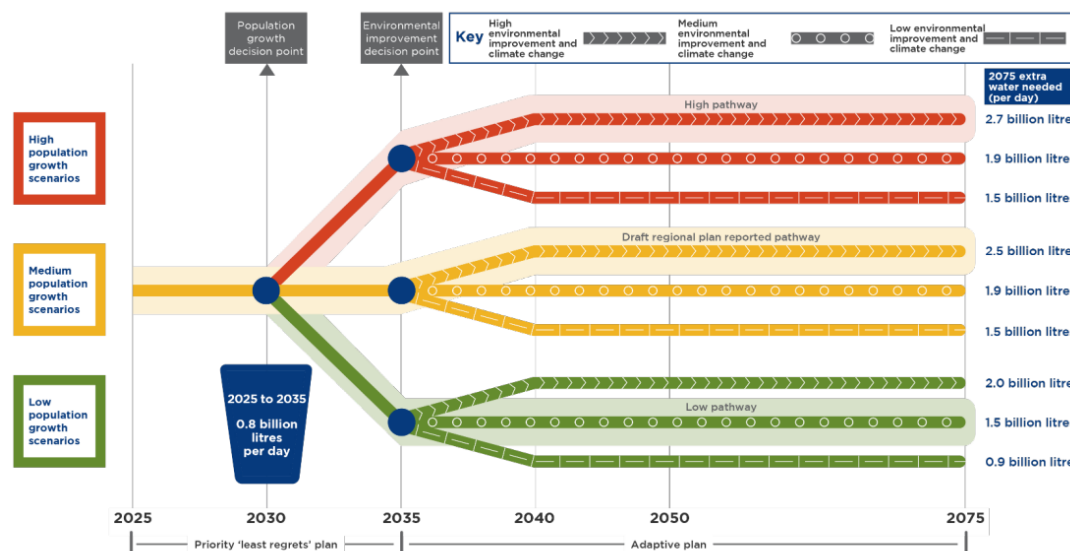 Population
growth
decision point
Environmental
improvement
decision point
Key
High
environmental
improvement and
climate change
Medium
environmental
improvement and
climate change
Low environmental
improvement and
climate change
2075 extra
water needed
(per day)
High
population
growth
scenarios
High pathway
2.7 billion litre
1.9 billion litre
1.5 billion litre
Medium
population
growth
scenarios
Draft regional plan reported pathway
2.5 billion litre
1.9 billion litre
1.5 billion litre
Low
population
growth
scenarios
2025 to 2035
0.8 billion
litres
per day
Low pathway
2.0 billion litre
1.5 billion litre
0.9 billion litre
2025
2030
2035
2040
2050
2075
Priority ‘least regrets’ plan
Adaptive plan